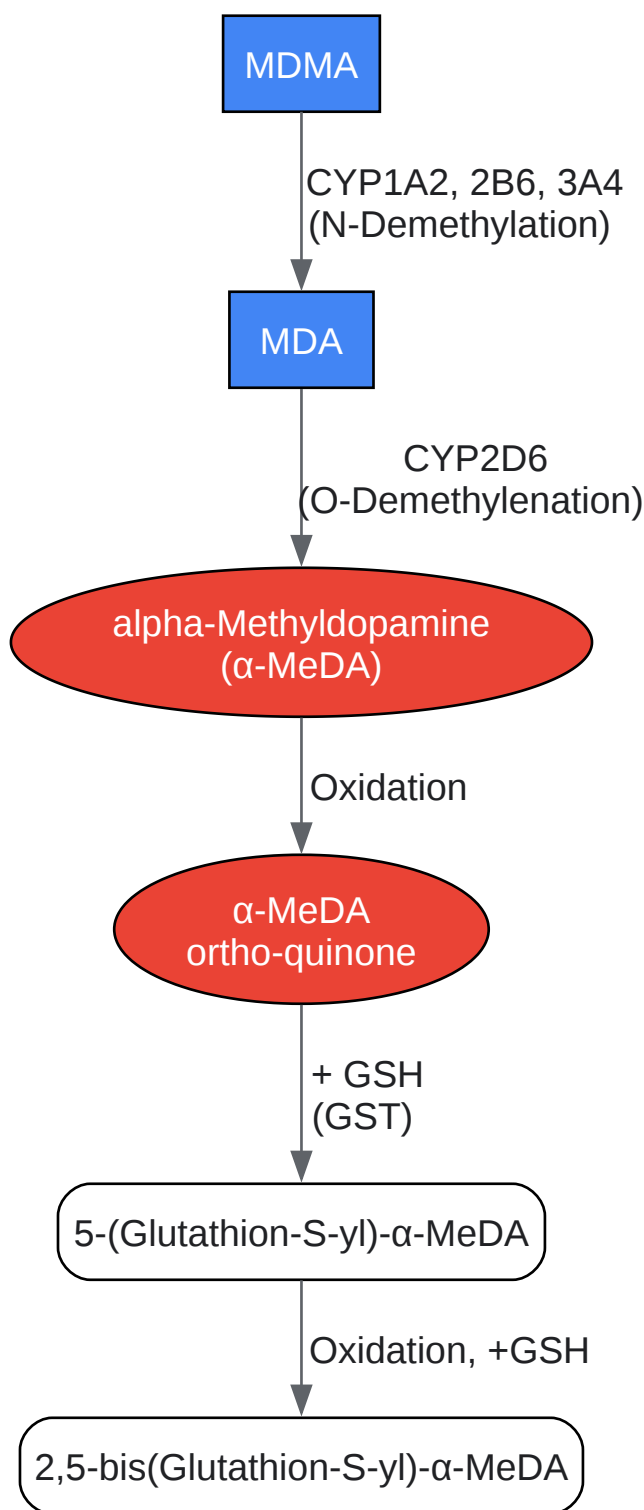 MDMA
CYP1A2, 2B6, 3A4
(N-Demethylation)
MDA
CYP2D6
(O-Demethylenation)
alpha-Methyldopamine
(α-MeDA)
Oxidation
α-MeDA
ortho-quinone
+ GSH
(GST)
5-(Glutathion-S-yl)-α-MeDA
Oxidation, +GSH
2,5-bis(Glutathion-S-yl)-α-MeDA